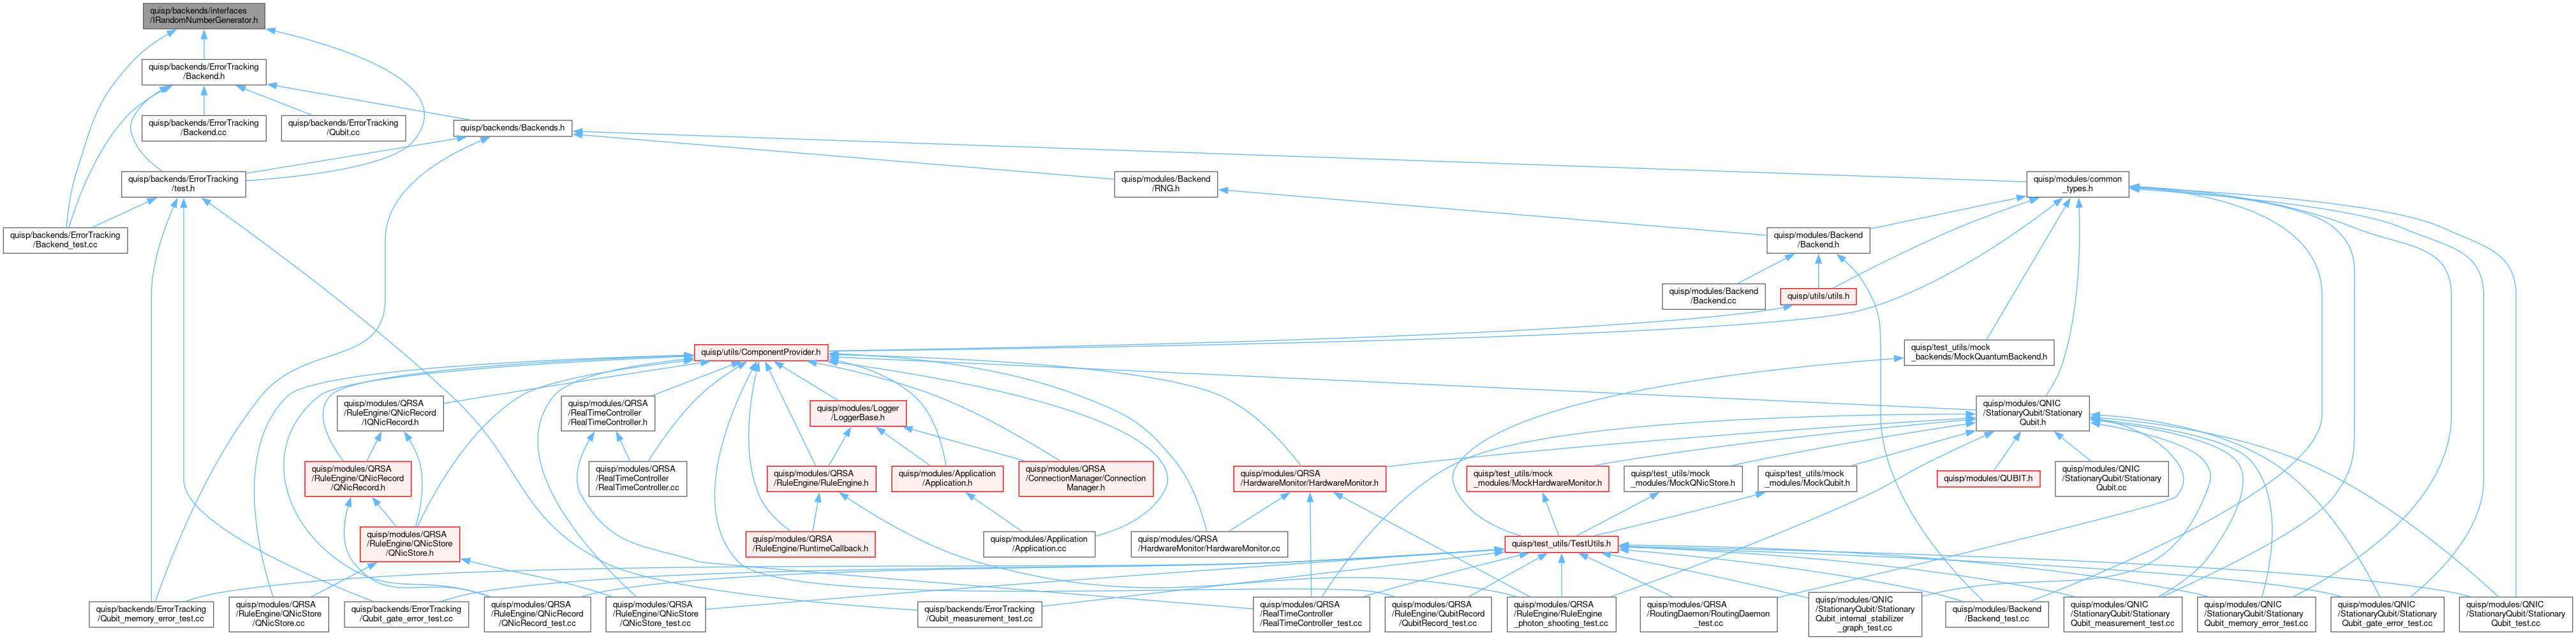 quisp/backends/interfaces
/IRandomNumberGenerator.h
quisp/backends/ErrorTracking
/Backend.h
quisp/backends/ErrorTracking
/Backend.cc
quisp/backends/ErrorTracking
/Qubit.cc
quisp/backends/Backends.h
quisp/backends/ErrorTracking
/test.h
quisp/modules/Backend
/RNG.h
quisp/modules/common
_types.h
quisp/backends/ErrorTracking
/Backend_test.cc
quisp/modules/Backend
/Backend.h
quisp/modules/Backend
/Backend.cc
quisp/utils/utils.h
quisp/utils/ComponentProvider.h
quisp/test_utils/mock
_backends/MockQuantumBackend.h
quisp/modules/QRSA
/RuleEngine/QNicRecord
/IQNicRecord.h
quisp/modules/QRSA
/RealTimeController
/RealTimeController.h
quisp/modules/Logger
/LoggerBase.h
quisp/modules/QNIC
/StationaryQubit/Stationary
Qubit.h
quisp/modules/QRSA
/RuleEngine/QNicRecord
/QNicRecord.h
quisp/modules/QRSA
/RealTimeController
/RealTimeController.cc
quisp/modules/QRSA
/RuleEngine/RuleEngine.h
quisp/modules/Application
/Application.h
quisp/modules/QRSA
/ConnectionManager/Connection
Manager.h
quisp/modules/QRSA
/HardwareMonitor/HardwareMonitor.h
quisp/test_utils/mock
_modules/MockHardwareMonitor.h
quisp/test_utils/mock
_modules/MockQNicStore.h
quisp/test_utils/mock
_modules/MockQubit.h
quisp/modules/QUBIT.h
quisp/modules/QNIC
/StationaryQubit/Stationary
Qubit.cc
quisp/modules/QRSA
/RuleEngine/QNicStore
/QNicStore.h
quisp/modules/QRSA
/RuleEngine/RuntimeCallback.h
quisp/modules/Application
/Application.cc
quisp/modules/QRSA
/HardwareMonitor/HardwareMonitor.cc
quisp/test_utils/TestUtils.h
quisp/backends/ErrorTracking
/Qubit_memory_error_test.cc
quisp/modules/QRSA
/RuleEngine/QNicStore
/QNicStore.cc
quisp/backends/ErrorTracking
/Qubit_gate_error_test.cc
quisp/modules/QRSA
/RuleEngine/QNicRecord
/QNicRecord_test.cc
quisp/modules/QRSA
/RuleEngine/QNicStore
/QNicStore_test.cc
quisp/backends/ErrorTracking
/Qubit_measurement_test.cc
quisp/modules/QRSA
/RealTimeController
/RealTimeController_test.cc
quisp/modules/QRSA
/RuleEngine/QubitRecord
/QubitRecord_test.cc
quisp/modules/QRSA
/RuleEngine/RuleEngine
_photon_shooting_test.cc
quisp/modules/QRSA
/RoutingDaemon/RoutingDaemon
_test.cc
quisp/modules/QNIC
/StationaryQubit/Stationary
Qubit_internal_stabilizer
_graph_test.cc
quisp/modules/Backend
/Backend_test.cc
quisp/modules/QNIC
/StationaryQubit/Stationary
Qubit_measurement_test.cc
quisp/modules/QNIC
/StationaryQubit/Stationary
Qubit_memory_error_test.cc
quisp/modules/QNIC
/StationaryQubit/Stationary
Qubit_gate_error_test.cc
quisp/modules/QNIC
/StationaryQubit/Stationary
Qubit_test.cc